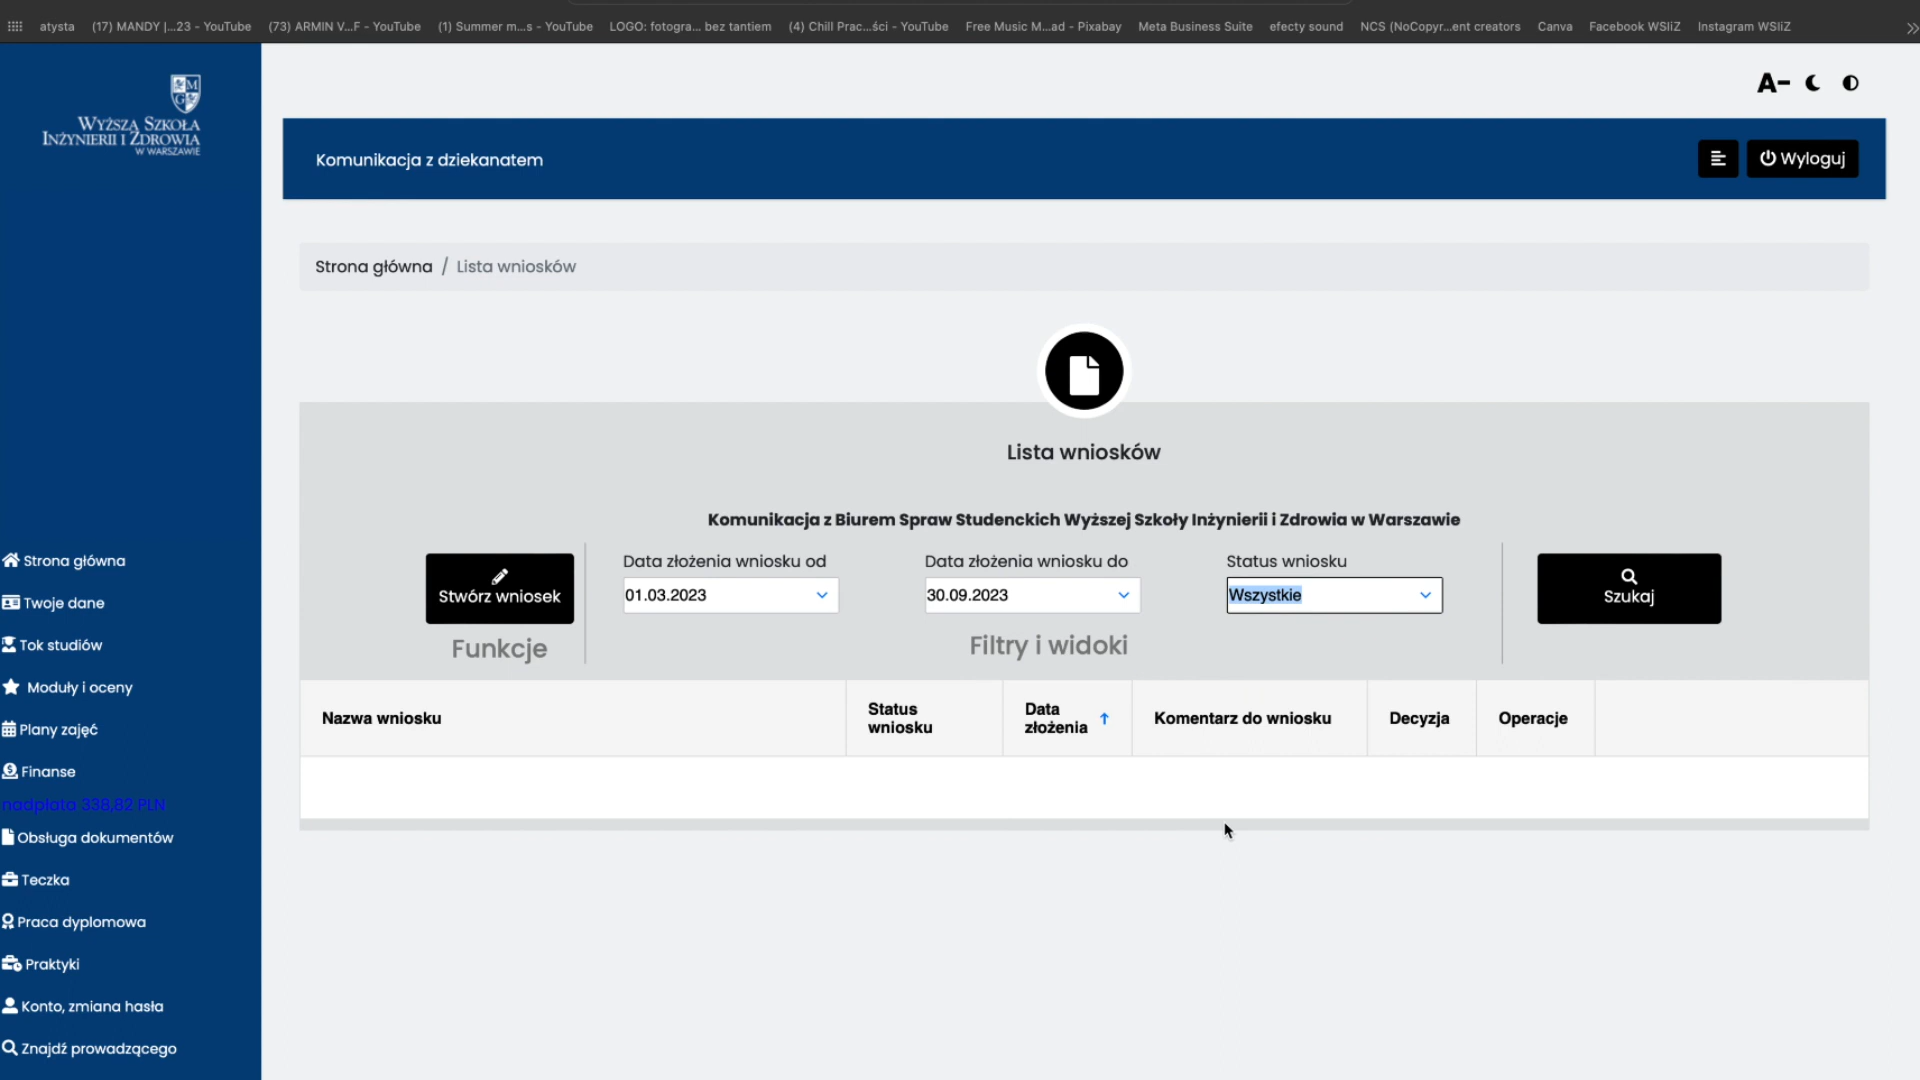 atysta (17) MANDY |...23 - YouTube (73) ARMIN V...F - YouTube (1) Summer m...s - YouTube LOGO: fotogra... bez tantiem (4) Chill Prac...ści - YouTube Free Music M...ad - Pixabay Meta Business Suite efecty sound NCS (NoCopyr...ent creators Canva Facebook WSIiZ Instagram WSIiZ
M
G
Wyższa Szkoła
Inżynierii i Zdrowia
w Warszawie
A-
Komunikacja z dziekanatem
Wyloguj
Strona główna / Lista wniosków
Lista wniosków
Komunikacja z Biurem Spraw Studenckich Wyższej Szkoły Inżynierii i Zdrowia w Warszawie
Stwórz wniosek
Funkcje
Data złożenia wniosku od
01.03.2023
Data złożenia wniosku do
30.09.2023
Status wniosku
Wszystkie
Filtry i widoki
Szukaj
Nazwa wniosku
Status
wniosku
Data
złożenia
Komentarz do wniosku
Decyzja
Operacje
Strona główna
Twoje dane
Tok studiów
Moduły i oceny
Plany zajęć
Finanse
nadpłata 338,82 PLN
Obsługa dokumentów
Teczka
Praca dyplomowa
Praktyki
Konto, zmiana hasła
Znajdź prowadzącego